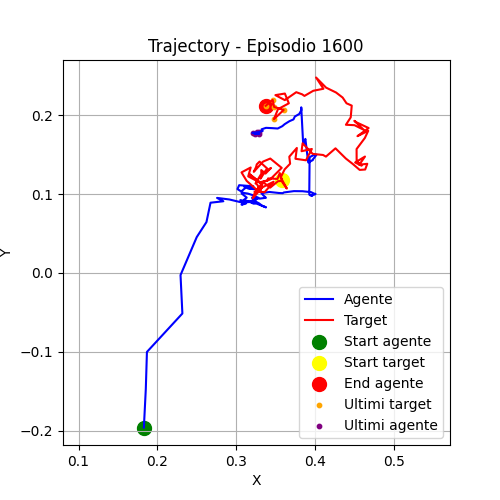 Trajectory - Episodio 1600
Y
0.2
0.1
0.0
−0.1
−0.2
0.1
0.2
0.3
0.4
0.5
X
Agente
Target
Start agente
Start target
End agente
Ultimi target
Ultimi agente